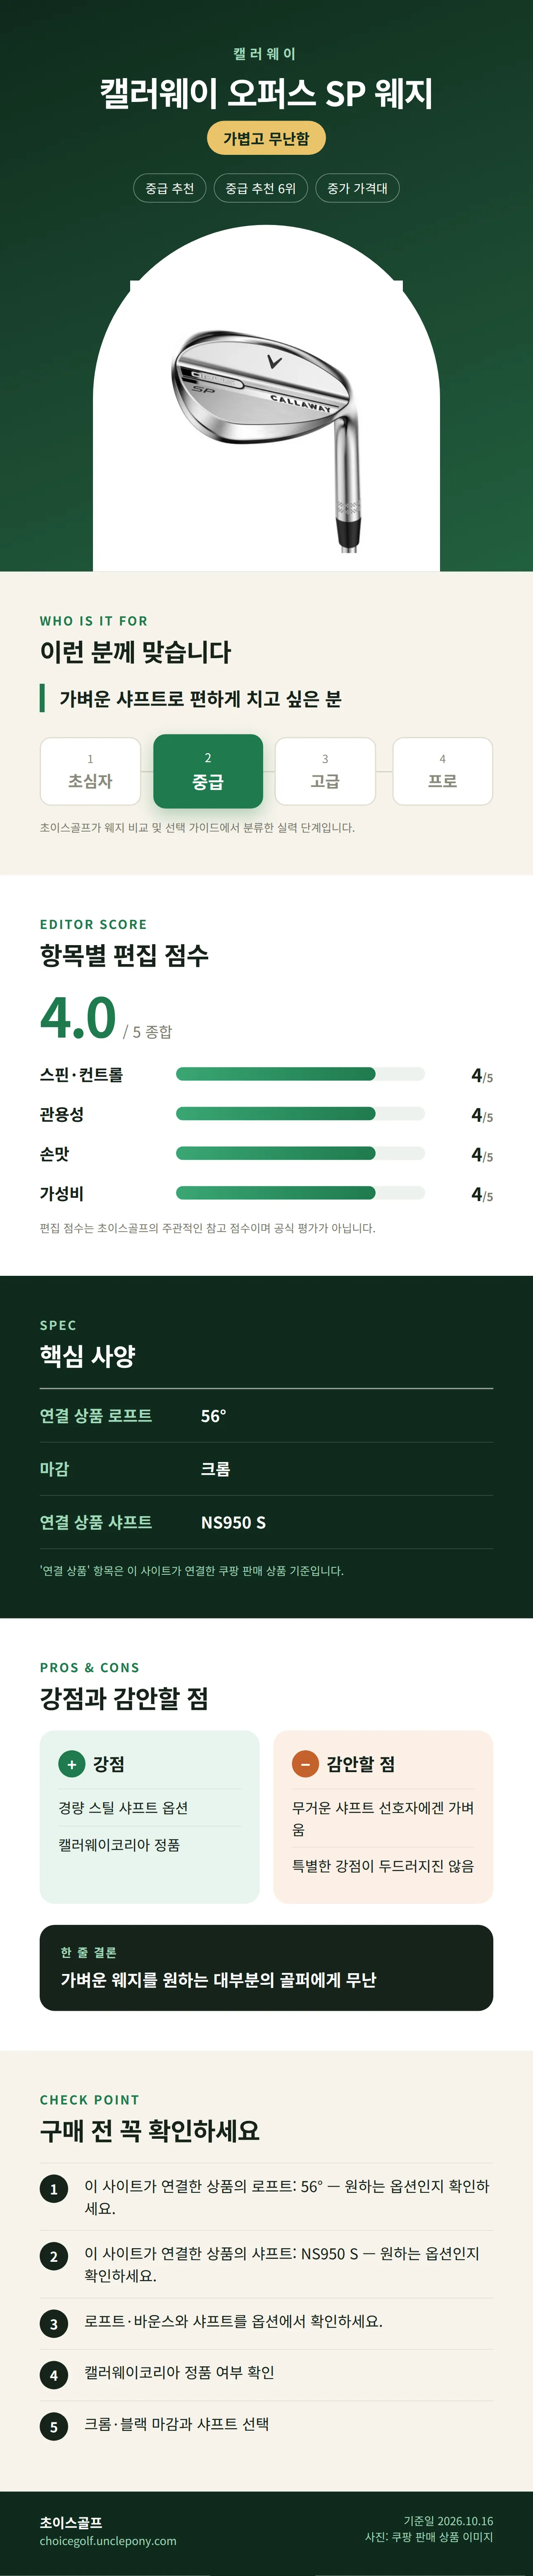 캘러웨이
캘러웨이 오퍼스 SP 웨지
가볍고 무난함
중급 추천
중급 추천 6위
중가 가격대
SP
CALLAWAY
WHO IS IT FOR
이런 분께 맞습니다
가벼운 샤프트로 편하게 치고 싶은 분
1
초심자
2
중급
3
고급
4
프로
초이스골프가 웨지 비교 및 선택 가이드에서 분류한 실력 단계입니다.
EDITOR SCORE
항목별 편집 점수
4.0 / 5 종합
스핀·컨트롤 4/5
관용성 4/5
손맛 4/5
가성비 4/5
편집 점수는 초이스골프의 주관적인 참고 점수이며 공식 평가가 아닙니다.
SPEC
핵심 사양
연결 상품 로프트 56°
마감 크롬
연결 상품 샤프트 NS950 S
'연결 상품' 항목은 이 사이트가 연결한 쿠팡 판매 상품 기준입니다.
PROS & CONS
강점과 감안할 점
+ 강점
경량 스틸 샤프트 옵션
캘러웨이코리아 정품
− 감안할 점
무거운 샤프트 선호자에겐 가벼
움
특별한 강점이 두드러지진 않음
한 줄 결론
가벼운 웨지를 원하는 대부분의 골퍼에게 무난
CHECK POINT
구매 전 꼭 확인하세요
1 이 사이트가 연결한 상품의 로프트: 56° — 원하는 옵션인지 확인하
세요.
2 이 사이트가 연결한 상품의 샤프트: NS950 S — 원하는 옵션인지
확인하세요.
3 로프트·바운스와 샤프트를 옵션에서 확인하세요.
4 캘러웨이코리아 정품 여부 확인
5 크롬·블랙 마감과 샤프트 선택
초이스골프
choicegolf.unclepony.com
기준일 2026.10.16
사진: 쿠팡 판매 상품 이미지